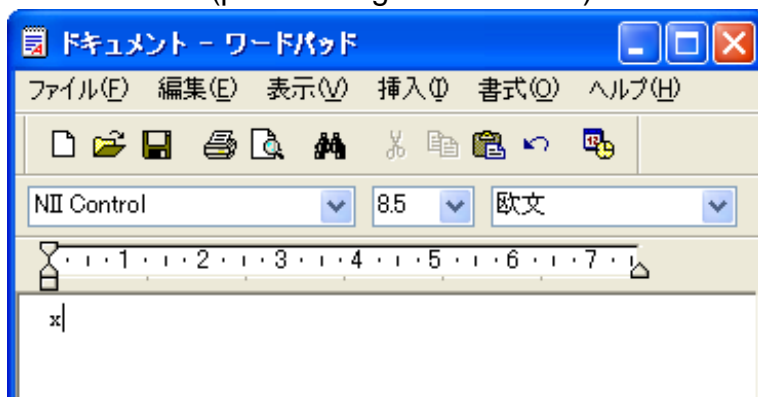 ドキュメント - ワードパッド
ファイル(F) 編集(E) 表示(V) 挿入(I) 書式(O) ヘルプ(H)
NII Control 8.5 欧文
1 2 3 4 5 6 7
x